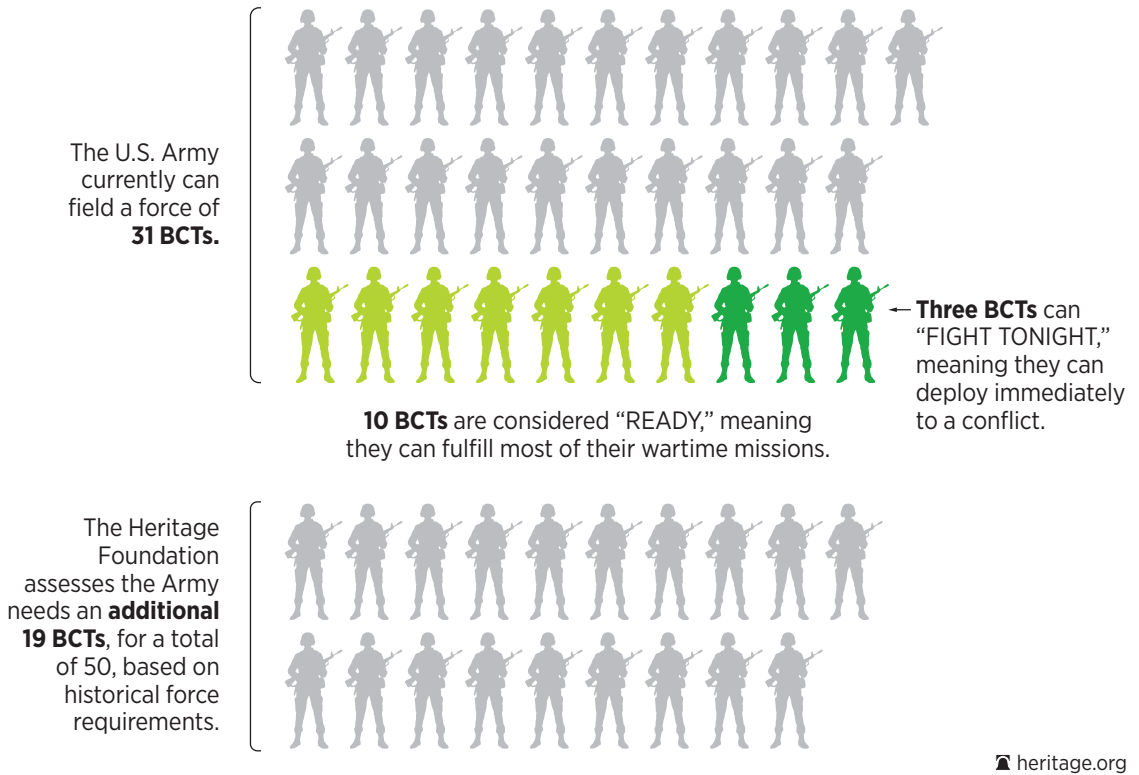 The U.S. Army
currently can
field a force of
31 BCTs.
Three BCTs can
“FIGHT TONIGHT,”
meaning they can
deploy immediately
to a conflict.
10 BCTs are considered “READY,” meaning
they can fulfill most of their wartime missions.
The Heritage
Foundation
assesses the Army
needs an additional
19 BCTs, for a total
of 50, based on
historical force
requirements.
heritage.org